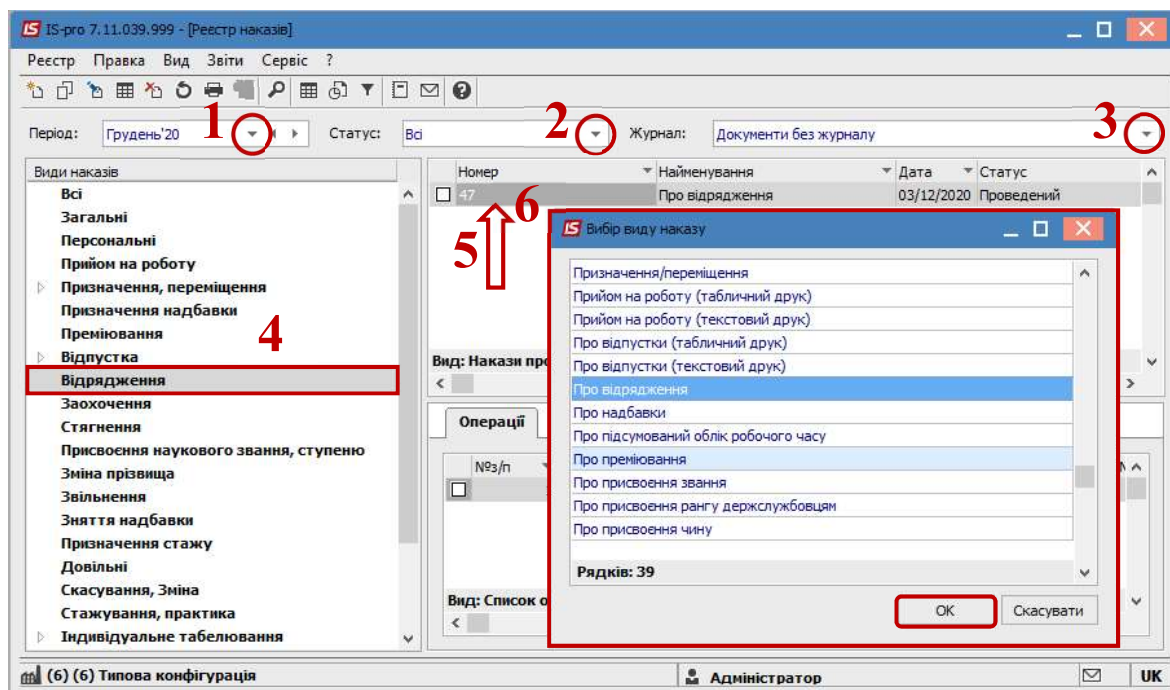 IS-pro 7.11.039.999 - [Реєстр наказів]
Реєстр Правка Вид Звіти Сервіс ?
Період: Грудень'20 1 Статус: Всі 2 Журнал: Документи без журналу 3
Види наказів
Всі
Загальні
Персональні
Прийом на роботу
Призначення, переміщення
Призначення надбавки
Преміювання
Відпустка
Відрядження
Заохочення
Стягнення
Присвоєння наукового звання, ступеню
Зміна прізвища
Звільнення
Зняття надбавки
Призначення стажу
Довільні
Скасування, Зміна
Стажування, практика
Індивідуальне табелювання
4
Номер Найменування Дата Статус
47 Про відрядження 03/12/2020 Проведений
5
6
Вид: Накази про
Операції
№з/п
Вид: Список о
Вибір виду наказу
Призначення/переміщення
Прийом на роботу (табличний друк)
Прийом на роботу (текстовий друк)
Про відпустки (табличний друк)
Про відпустки (текстовий друк)
Про відрядження
Про надбавки
Про підсумований облік робочого часу
Про преміювання
Про присвоення звання
Про присвоення рангу держслужбовцям
Про присвоення чину
Рядків: 39
OK Скасувати
(6) (6) Типова конфігурація Адміністратор UK